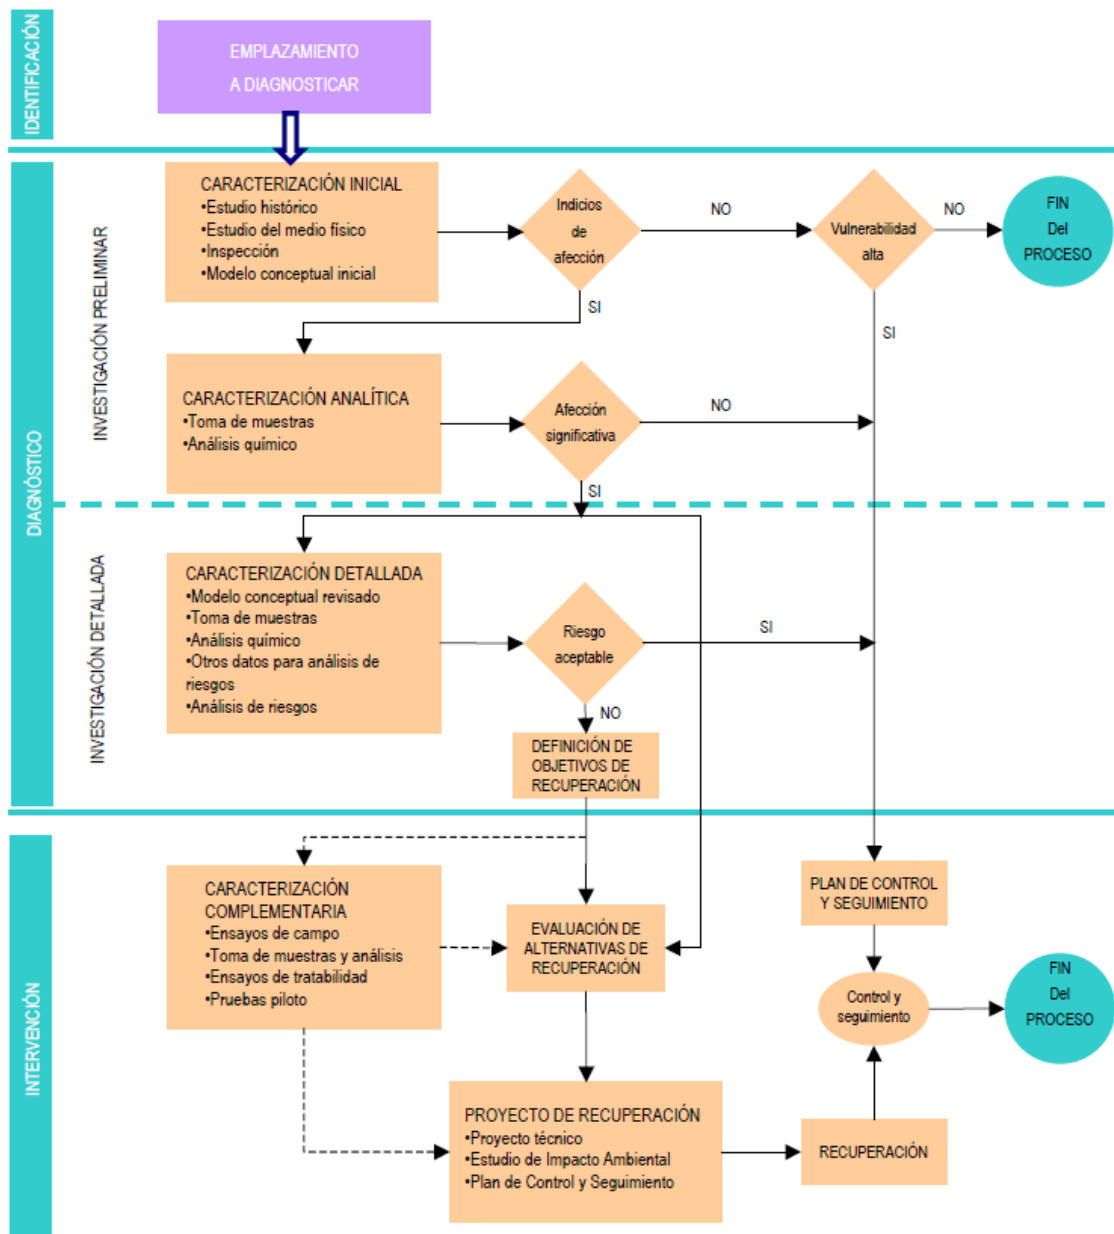 IDENTIFICACIÓN
EMPLAZAMIENTO
A DIAGNOSTICAR
DIAGNÓSTICO
INVESTIGACIÓN PRELIMINAR
CARACTERIZACIÓN INICIAL
•Estudio histórico
•Estudio del medio físico
•Inspección
•Modelo conceptual inicial
Indicios
de
afección
NO
Vulnerabilidad
alta
NO
FIN
Del
PROCESO
SI
SI
CARACTERIZACIÓN ANALÍTICA
•Toma de muestras
•Análisis químico
Afección
significativa
NO
SI
INVESTIGACIÓN DETALLADA
CARACTERIZACIÓN DETALLADA
•Modelo conceptual revisado
•Toma de muestras
•Análisis químico
•Otros datos para análisis de
riesgos
•Análisis de riesgos
Riesgo
aceptable
SI
NO
DEFINICIÓN DE
OBJETIVOS DE
RECUPERACIÓN
INTERVENCIÓN
CARACTERIZACIÓN
COMPLEMENTARIA
•Ensayos de campo
•Toma de muestras y análisis
•Ensayos de tratabilidad
•Pruebas piloto
EVALUACIÓN DE
ALTERNATIVAS DE
RECUPERACIÓN
PLAN DE CONTROL
Y SEGUIMIENTO
Control y
seguimiento
FIN
Del
PROCESO
PROYECTO DE RECUPERACIÓN
•Proyecto técnico
•Estudio de Impacto Ambiental
•Plan de Control y Seguimiento
RECUPERACIÓN